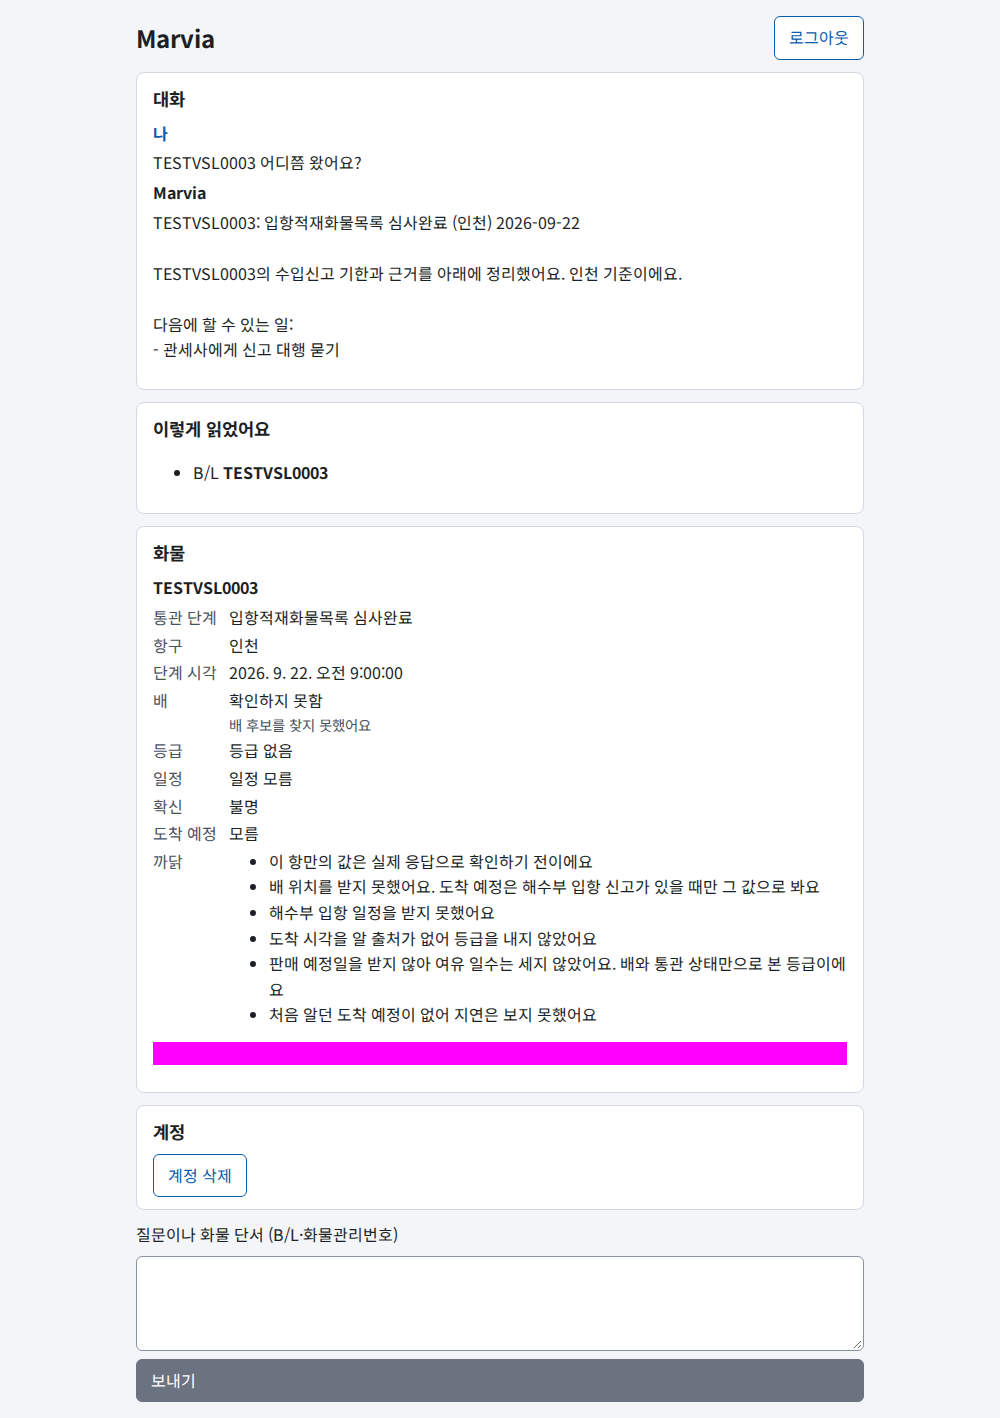 Marvia
로그아웃
대화
나
TESTVSL0003 어디쯤 왔어요?
Marvia
TESTVSL0003: 입항적재화물목록 심사완료 (인천) 2026-09-22
TESTVSL0003의 수입신고 기한과 근거를 아래에 정리했어요. 인천 기준이에요.
다음에 할 수 있는 일:
- 관세사에게 신고 대행 묻기
이렇게 읽었어요
• B/L TESTVSL0003
화물
TESTVSL0003
통관 단계 입항적재화물목록 심사완료
항구 인천
단계 시각 2026. 9. 22. 오전 9:00:00
배 확인하지 못함
배 후보를 찾지 못했어요
등급 등급 없음
일정 일정 모름
확신 불명
도착 예정 모름
까닭 • 이 항만의 값은 실제 응답으로 확인하기 전이에요
• 배 위치를 받지 못했어요. 도착 예정은 해수부 입항 신고가 있을 때만 그 값으로 봐요
• 해수부 입항 일정을 받지 못했어요
• 도착 시각을 알 출처가 없어 등급을 내지 않았어요
• 판매 예정일을 받지 않아 여유 일수는 세지 않았어요. 배와 통관 상태만으로 본 등급이에
요
• 처음 알던 도착 예정이 없어 지연은 보지 못했어요
계정
계정 삭제
질문이나 화물 단서 (B/L·화물관리번호)
보내기